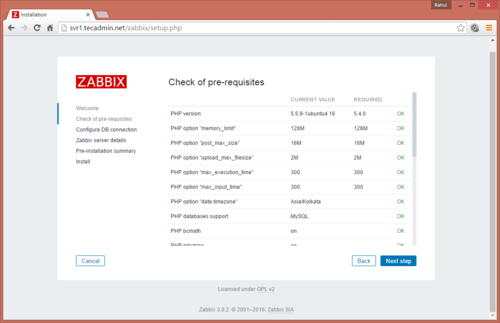 Installation
Rahul
svr1.tecadmin.net/zabbix/setup.php
ZABBIX
Check of pre-requisites
Welcome
Check of pre-requisites
Configure DB connection
Zabbix server details
Pre-installation summary
Install
CURRENT VALUE REQUIRED
PHP version 5.5.9-1ubuntu4.16 5.4.0 OK
PHP option "memory_limit" 128M 128M OK
PHP option "post_max_size" 16M 16M OK
PHP option "upload_max_filesize" 2M 2M OK
PHP option "max_execution_time" 300 300 OK
PHP option "max_input_time" 300 300 OK
PHP option "date.timezone" Asia/Kolkata OK
PHP databases support MySQL OK
PHP bcmath on OK
PHP mbstring on OK
Cancel Back Next step
Licensed under GPL v2
Zabbix 3.0.2. © 2001–2016, Zabbix SIA